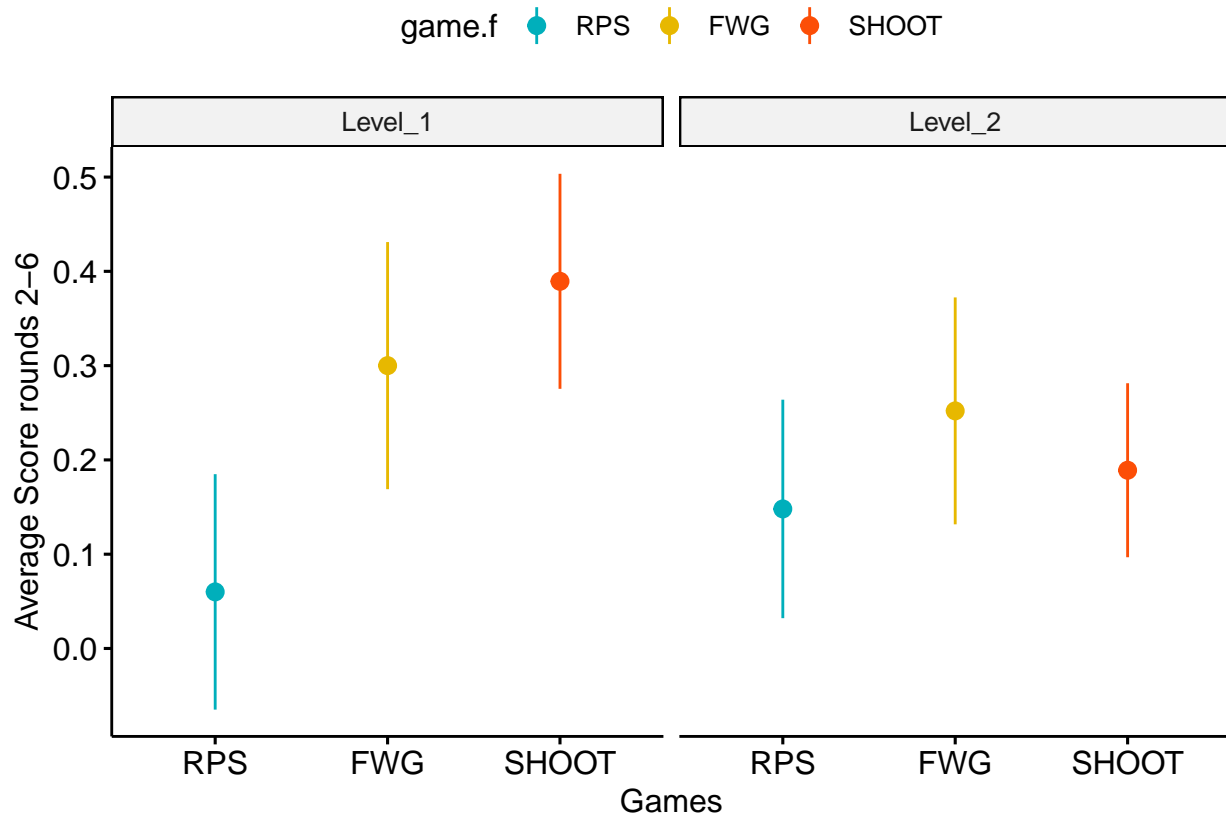 game.f RPS FWG SHOOT
Level_1 Level_2
Average Score rounds 2−6
0.5
0.4
0.3
0.2
0.1
0.0
RPS FWG SHOOT RPS FWG SHOOT
Games